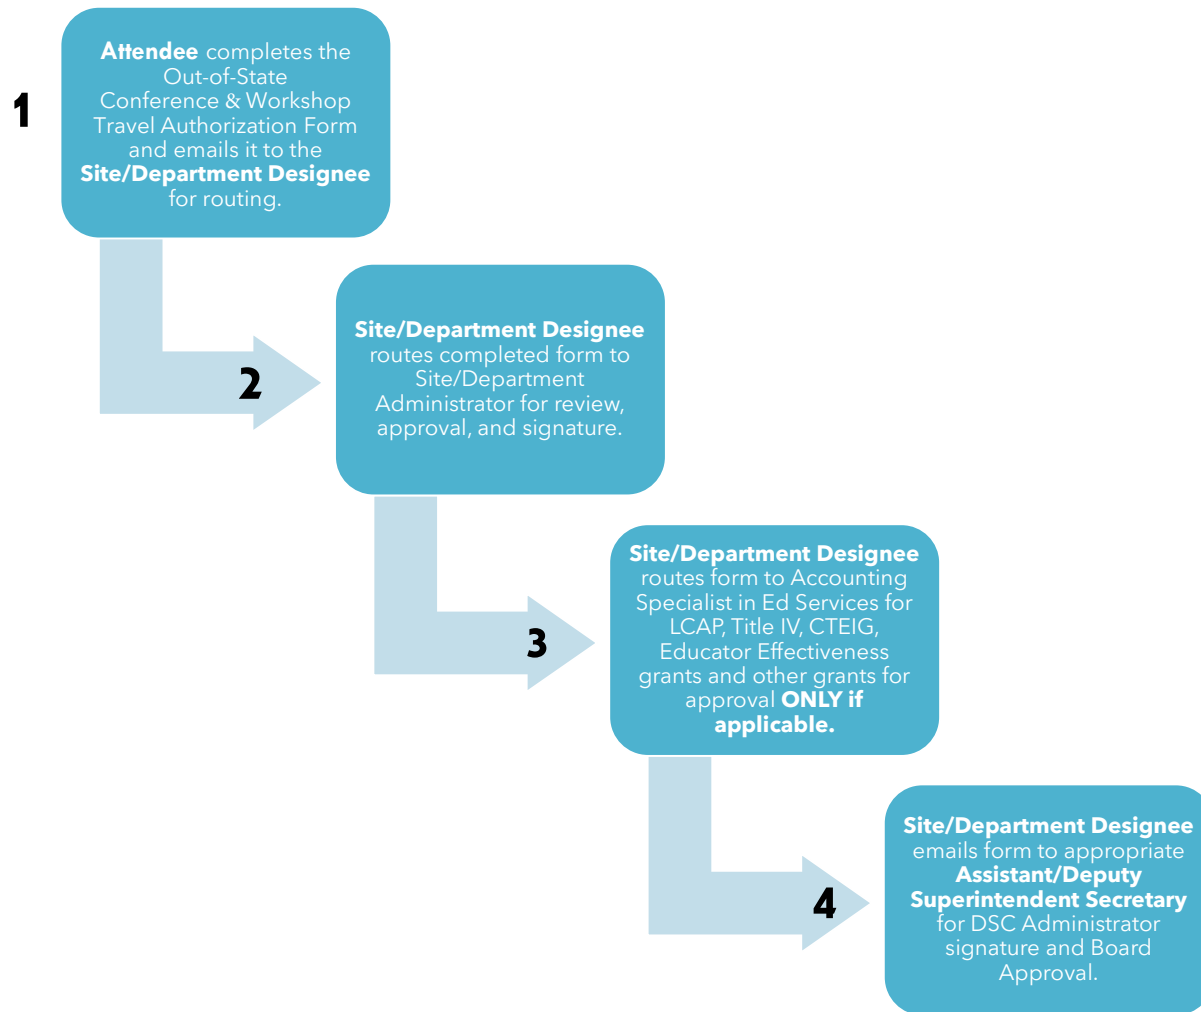 1
Attendee completes the
Out-of-State
Conference & Workshop
Travel Authorization Form
and emails it to the
Site/Department Designee
for routing.
2
Site/Department Designee
routes completed form to
Site/Department
Administrator for review,
approval, and signature.
3
Site/Department Designee
routes form to Accounting
Specialist in Ed Services for
LCAP, Title IV, CTEIG,
Educator Effectiveness
grants and other grants for
approval ONLY if
applicable.
4
Site/Department Designee
emails form to appropriate
Assistant/Deputy
Superintendent Secretary
for DSC Administrator
signature and Board
Approval.